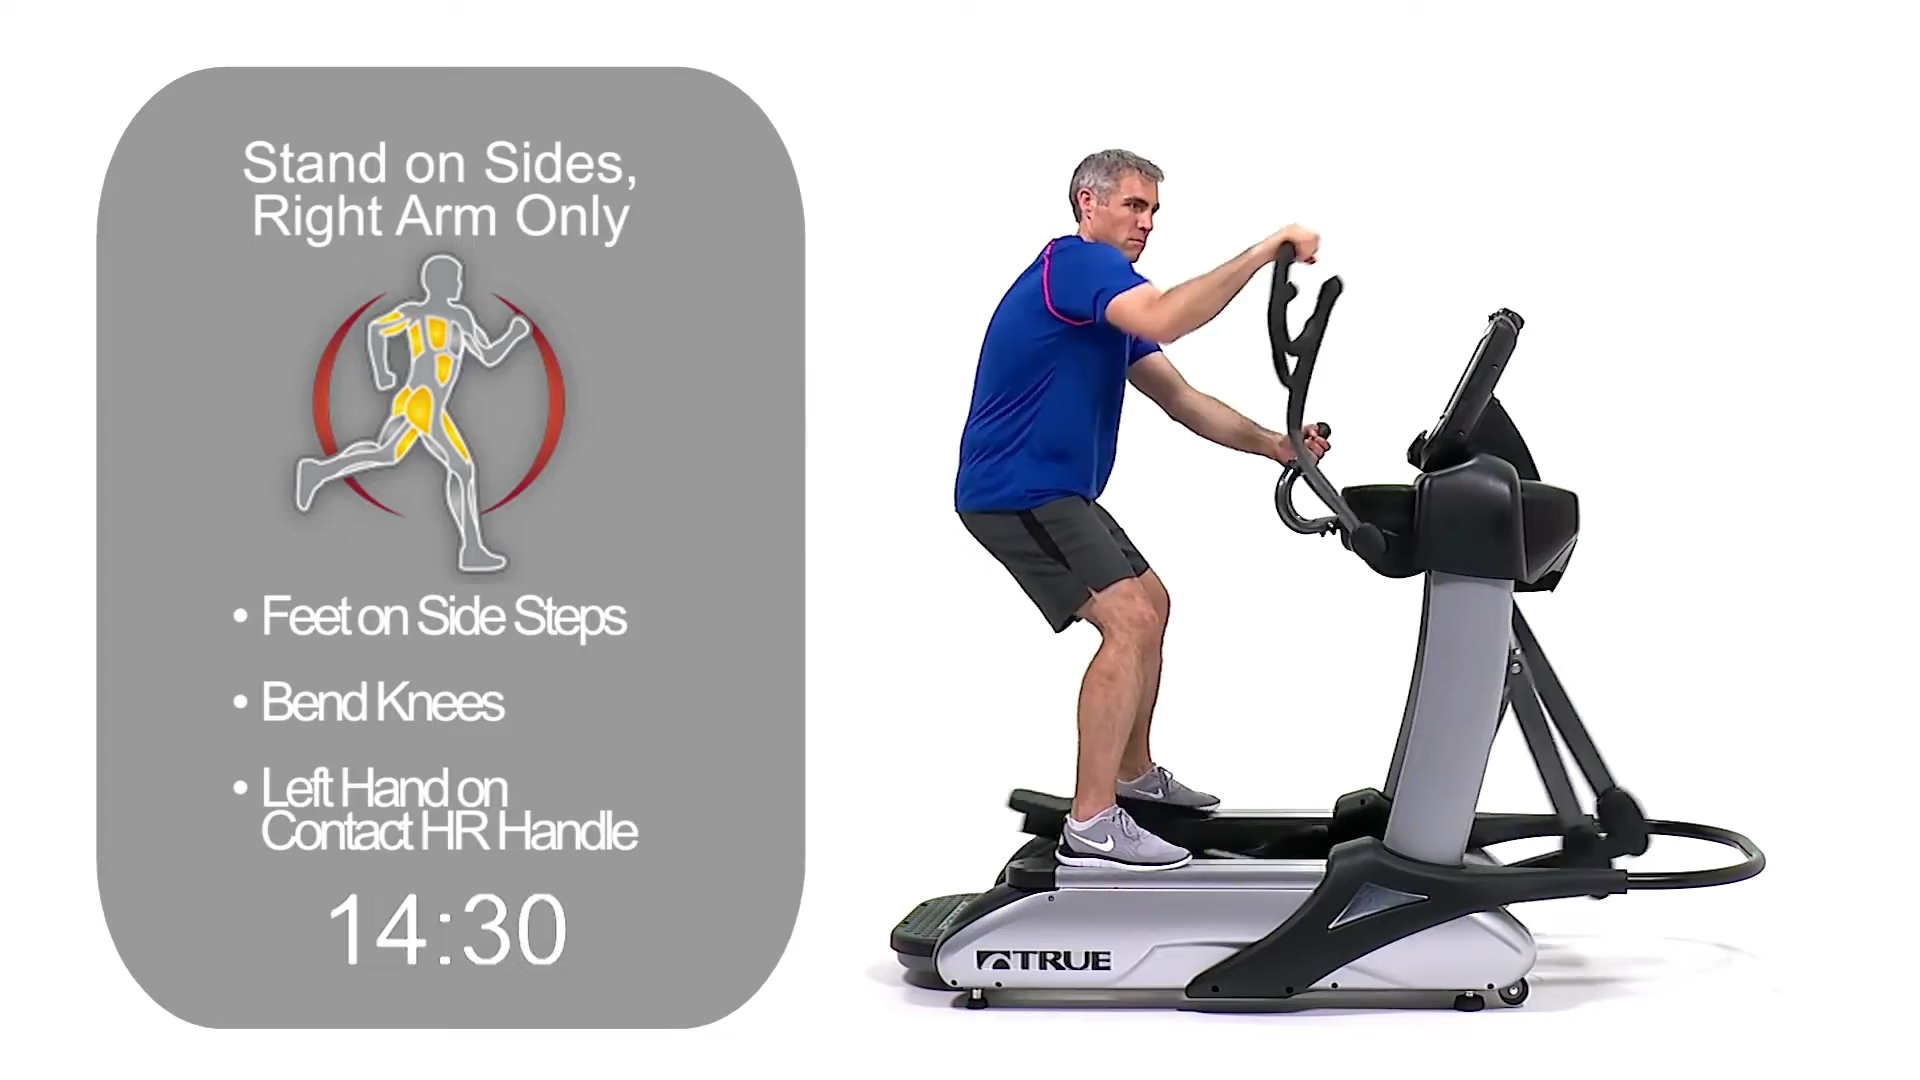 Stand on Sides,
Right Arm Only
• Feet on Side Steps
• Bend Knees
• Left Hand on
Contact HR Handle
14:30
TRUE